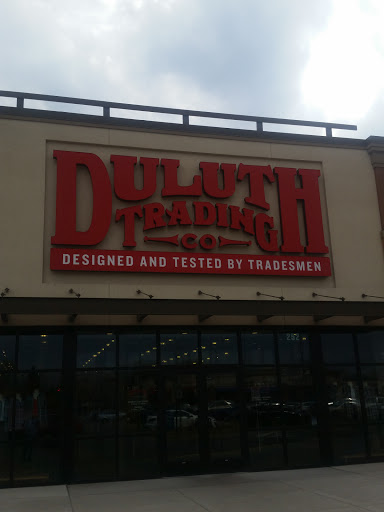 DULUTH
TRADING
CO
DESIGNED AND TESTED BY TRADESMEN